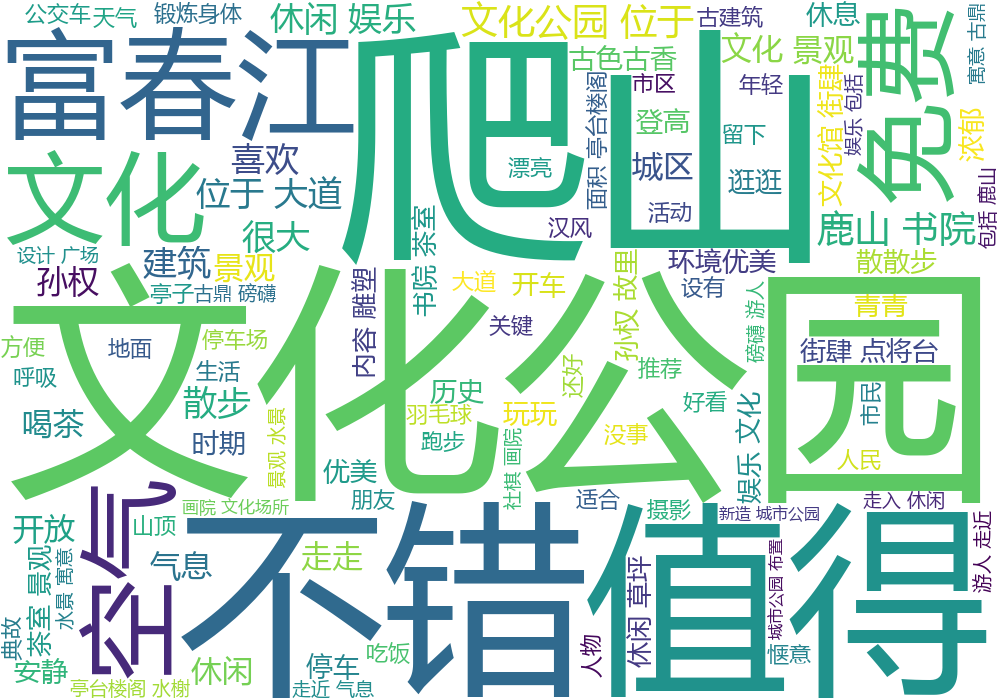 公交车 天气
锻炼身体
休闲 娱乐
文化公园 位于
古建筑
休息
寓意 古鼎
富春江
爬山
古色古香
文化 景观
免费
市区
年轻
文化馆 街肆
娱乐 包括
浓郁
面积 亭台楼阁
登高
留下
喜欢
漂亮
城区
逛逛
文化
位于 大道
活动
包括 鹿山
很大
茶室
汉风
鹿山 书院
设计 广场
建筑
景观
书院
环境优美
散散步
孙权
亭子
古鼎 磅礴
内容 雕塑
大道
开车
孙权 故里
设有
磅礴 游人
青青
文化公园
停车场
关键
方便
地面
街肆 点将台
呼吸
生活
还好
推荐
历史
散步
羽毛球
玩玩
好看
市民
喝茶
时期
景观 水景
跑步
没事
娱乐 文化
人民
优美
社棋 画院
画院 文化场所
朋友
适合
摄影
走入 休闲
新造 城市公园
开放
空气
山顶
不错
值得
游人 走近
茶室 景观
水景 寓意
气息
走走
休闲 草坪
城市公园 布置
典故
人物
惬意
安静
休闲
停车
吃饭
亭台楼阁 水榭
走近 气息